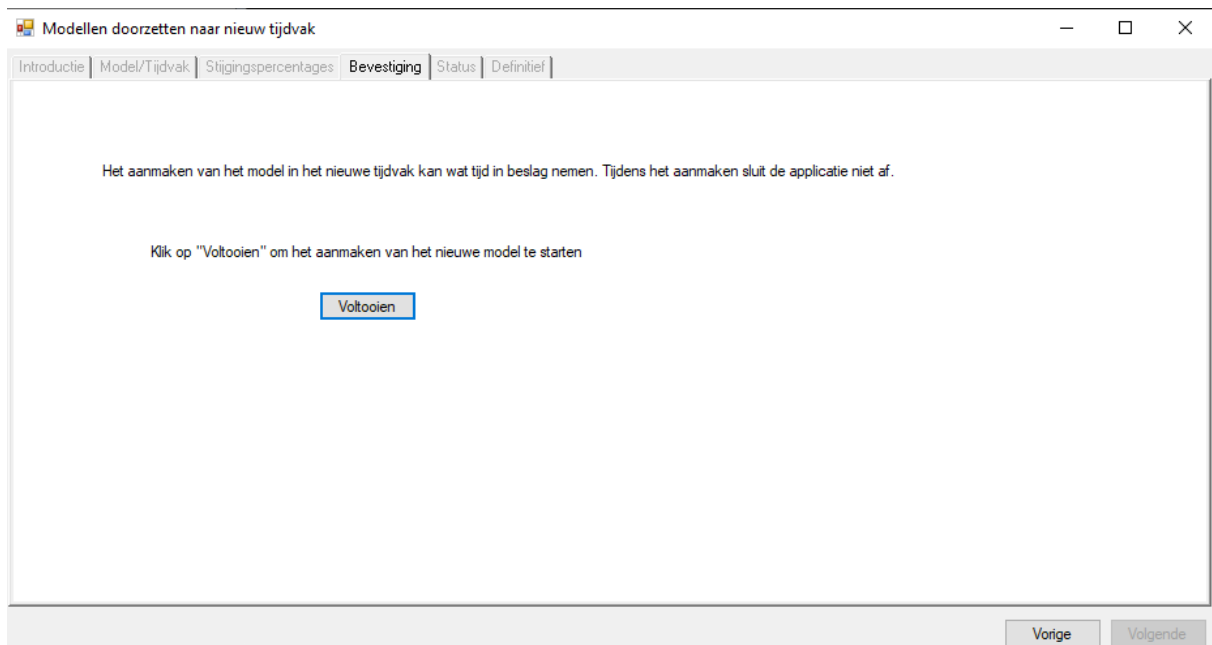 Modellen doorzetten naar nieuw tijdvak
Introductie Model/Tijdvak Stijgingspercentages Bevestiging Status Definitief
Het aanmaken van het model in het nieuwe tijdvak kan wat tijd in beslag nemen. Tijdens het aanmaken sluit de applicatie niet af.
Klik op "Voltooien" om het aanmaken van het nieuwe model te starten
Voltooien
Vorige Volgende